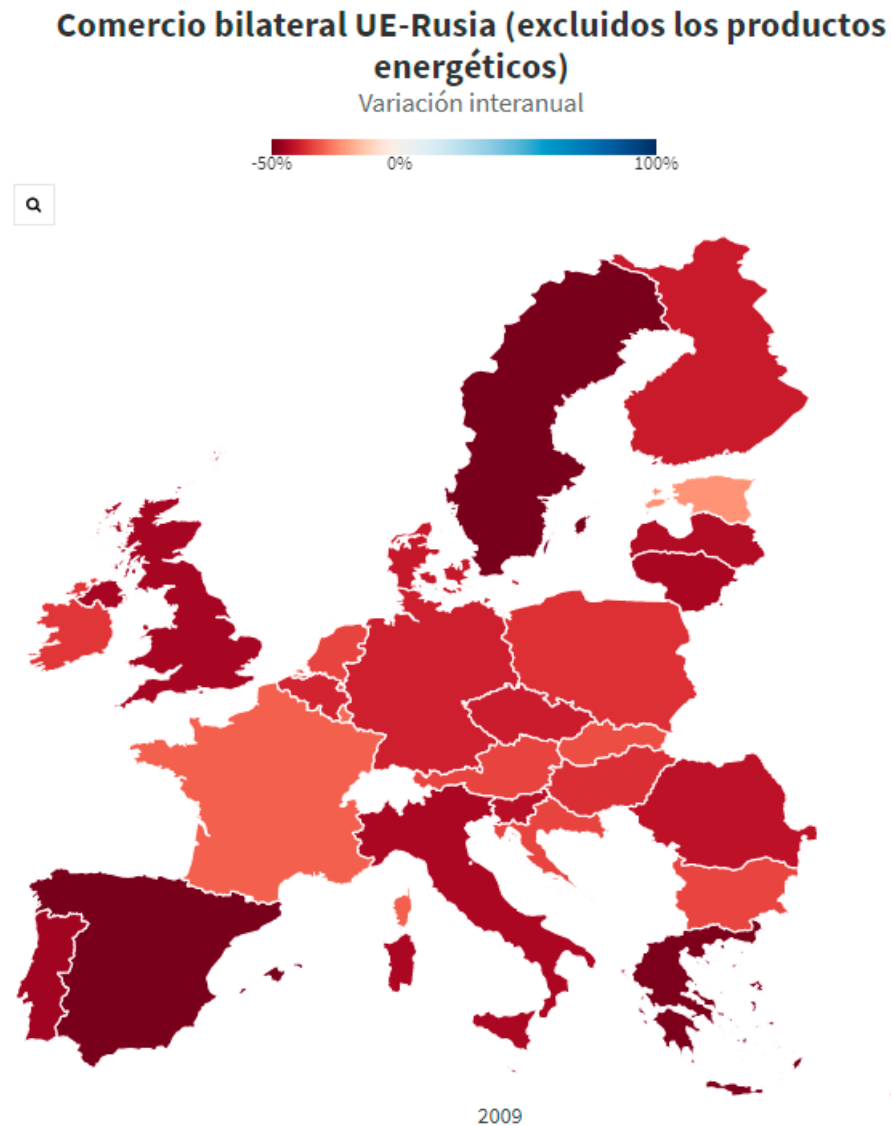 Comercio bilateral UE-Rusia (excluidos los productos
energéticos)
Variación interanual
-50% 0% 100%
2009